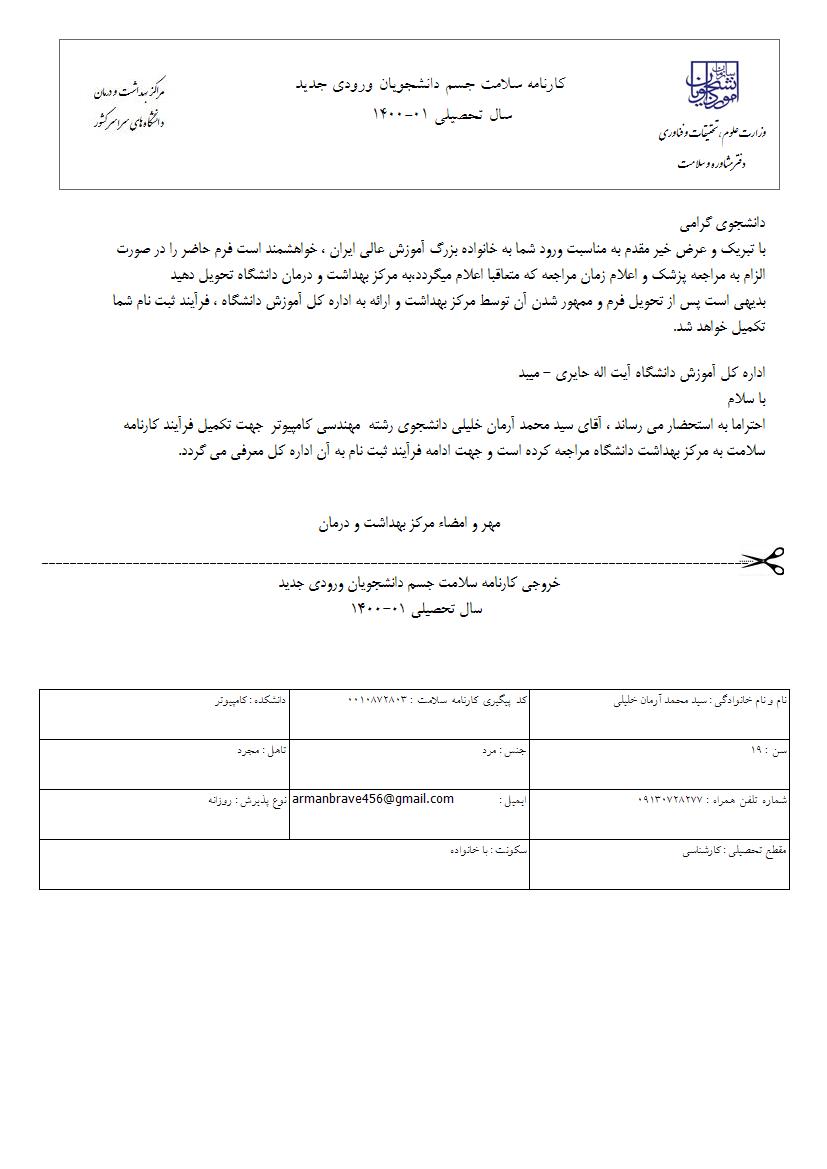 سازمان امور دانشجویان
وزارت علوم، تحقیقات و فناوری
دفتر مشاوره و سلامت
کارنامه سلامت جسم دانشجویان ورودی جدید
سال تحصیلی ۰۱-۱۴۰۰
مراکز بهداشت و درمان
دانشگاه های سراسر کشور
دانشجوی گرامی
با تبریک و عرض خیر مقدم به مناسبت ورود شما به خانواده بزرگ آموزش عالی ایران ، خواهشمند است فرم حاضر را در صورت
الزام به مراجعه پزشک و اعلام زمان مراجعه که متعاقبا اعلام میگردد،به مرکز بهداشت و درمان دانشگاه تحویل دهید
بدیهی است پس از تحویل فرم و ممهور شدن آن توسط مرکز بهداشت و ارائه به اداره کل آموزش دانشگاه ، فرآیند ثبت نام شما
تکمیل خواهد شد.
اداره کل آموزش دانشگاه آیت اله حایری – میبد
با سلام
احتراما به استحضار می رساند ، آقای سید محمد آرمان خلیلی دانشجوی رشته مهندسی کامپیوتر جهت تکمیل فرآیند کارنامه
سلامت به مرکز بهداشت دانشگاه مراجعه کرده است و جهت ادامه فرآیند ثبت نام به آن اداره کل معرفی می گردد.
مهر و امضاء مرکز بهداشت و درمان
خروجی کارنامه سلامت جسم دانشجویان ورودی جدید
سال تحصیلی ۰۱-۱۴۰۰
نام و نام خانوادگی : سید محمد آرمان خلیلی
کد پیگیری کارنامه سلامت : ۰۰۱۰۸۷۲۸۰۳
دانشکده : کامپیوتر
سن : ۱۹
جنس : مرد
تاهل : مجرد
شماره تلفن همراه : ۰۹۱۳۰۷۲۸۲۷۷
ایمیل : armanbrave456@gmail.com
نوع پذیرش : روزانه
مقطع تحصیلی : کارشناسی
سکونت : با خانواده